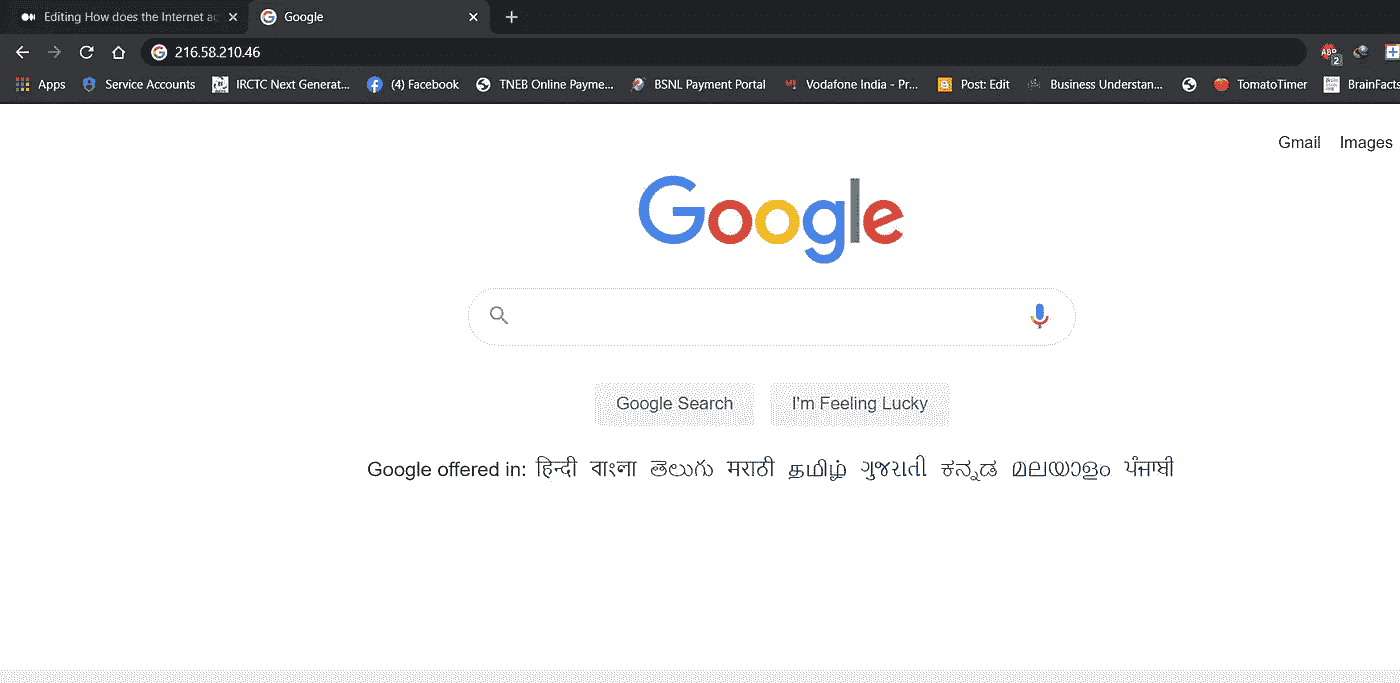 Editing How does the Internet ac
Google
216.58.210.46
ABP 2
Apps Service Accounts IRCTC Next Generat... (4) Facebook TNEB Online Payme... BSNL Payment Portal Vodafone India - Pr... Post: Edit Business Understan... TomatoTimer BrainFacts
Gmail Images
Google
Google Search I'm Feeling Lucky
Google offered in: हिन्दी বাংলা తెలుగు मराठी தமிழ் ગુજરાતી ಕನ್ನಡ മലയാളം ਪੰਜਾਬੀ